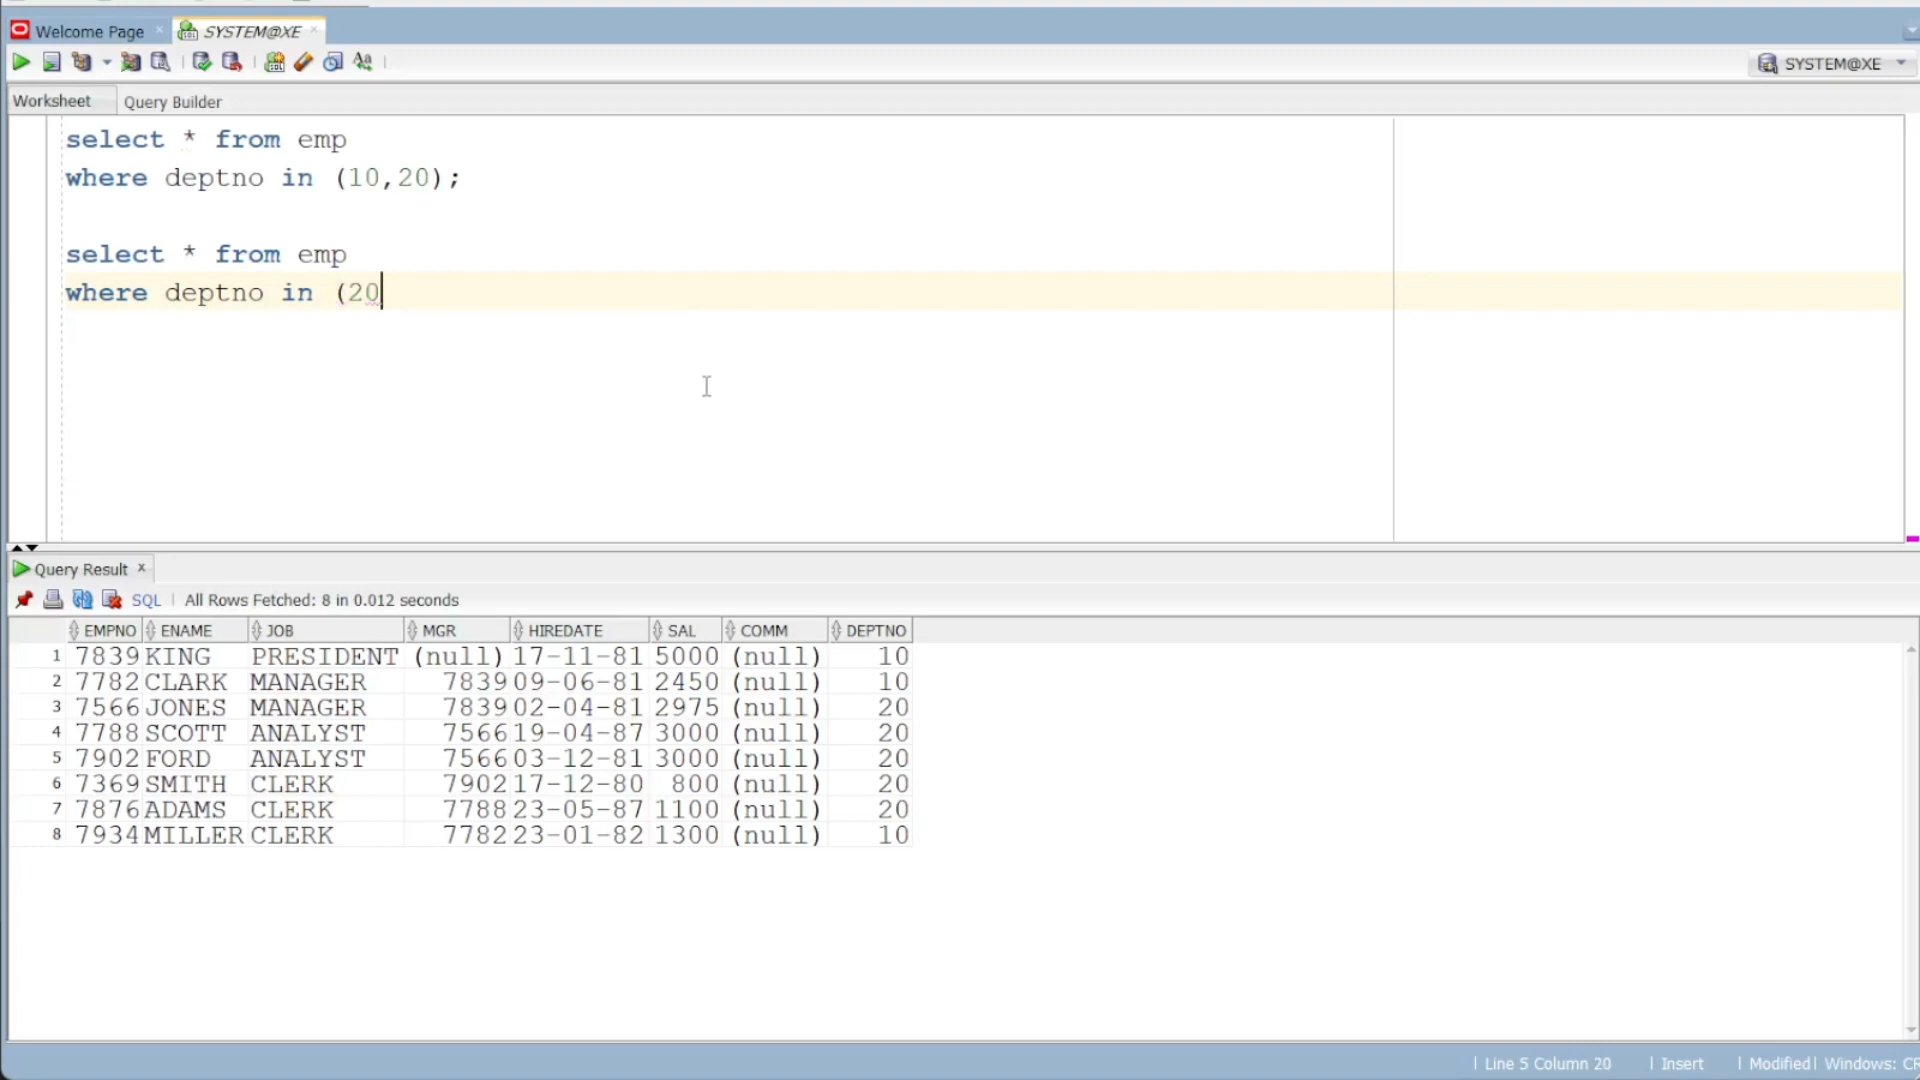 Welcome Page
SYSTEM@XE
SYSTEM@XE
Worksheet Query Builder
select * from emp
where deptno in (10,20);
select * from emp
where deptno in (20
Query Result
SQL | All Rows Fetched: 8 in 0.012 seconds
EMPNO ENAME JOB MGR HIREDATE SAL COMM DEPTNO
1 7839 KING PRESIDENT (null) 17-11-81 5000 (null) 10
2 7782 CLARK MANAGER 7839 09-06-81 2450 (null) 10
3 7566 JONES MANAGER 7839 02-04-81 2975 (null) 20
4 7788 SCOTT ANALYST 7566 19-04-87 3000 (null) 20
5 7902 FORD ANALYST 7566 03-12-81 3000 (null) 20
6 7369 SMITH CLERK 7902 17-12-80 800 (null) 20
7 7876 ADAMS CLERK 7788 23-05-87 1100 (null) 20
8 7934 MILLER CLERK 7782 23-01-82 1300 (null) 10
| Line 5 Column 20 | Insert | Modified | Windows: CR